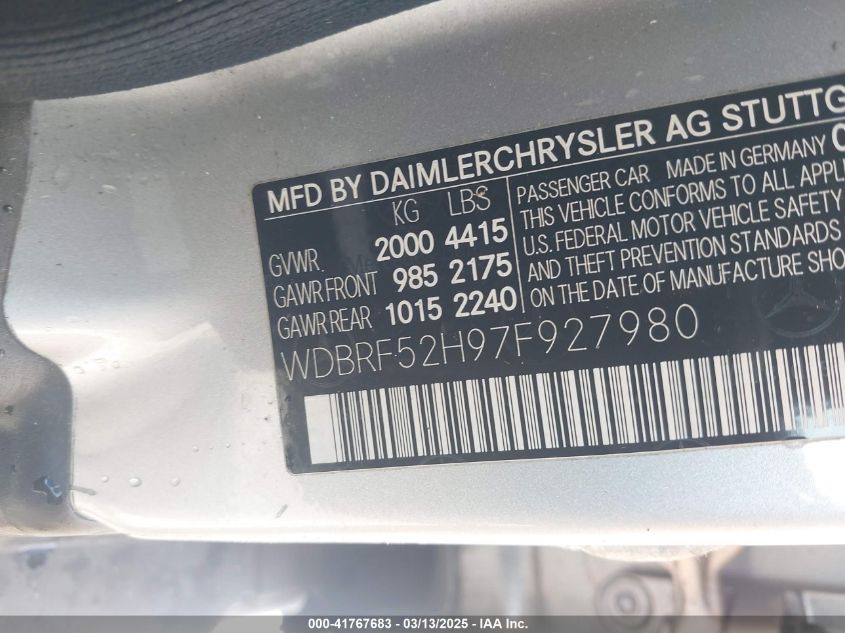 MFD BY DAIMLERCHRYSLER AG STUTTG
KG LBS
GVWR. 2000 4415
GAWR FRONT 985 2175
GAWR REAR 1015 2240
PASSENGER CAR MADE IN GERMANY
THIS VEHICLE CONFORMS TO ALL APPL
U.S. FEDERAL MOTOR VEHICLE SAFETY
AND THEFT PREVENTION STANDARDS
ON THE DATE OF MANUFACTURE SHO
WDBRF52H97F927980
000-41767683 / 03/13/2025 - IMPACT - US